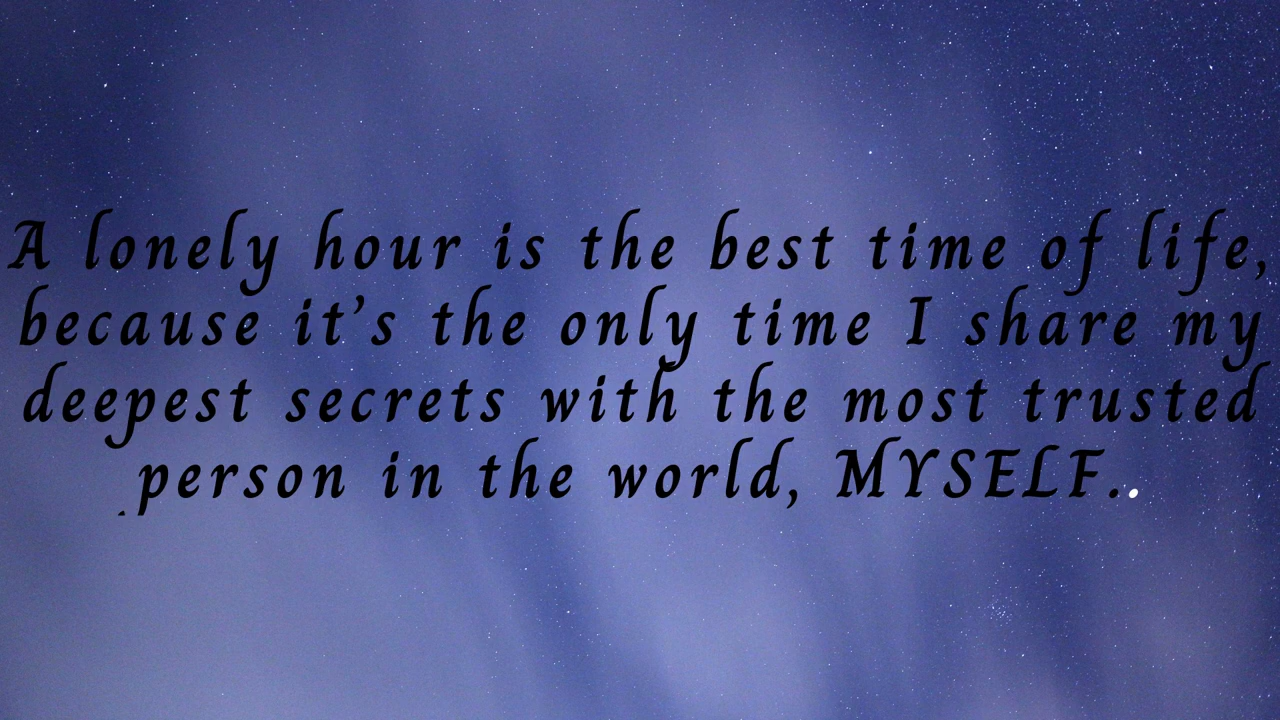 A lonely hour is the best time of life,
because it's the only time I share my
deepest secrets with the most trusted
person in the world, MYSELF..